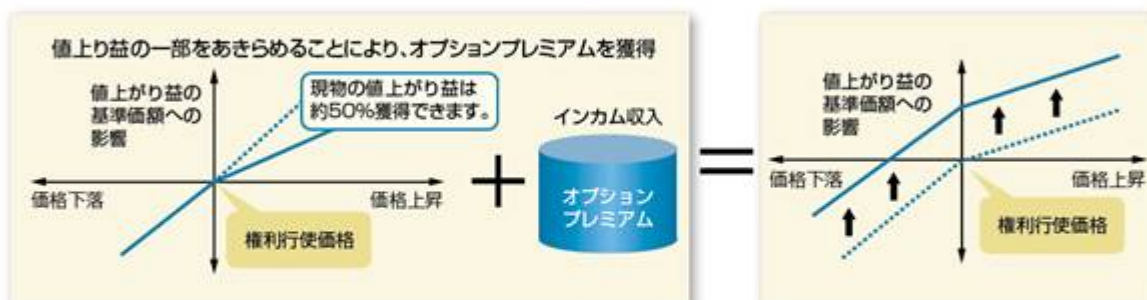 値上り益の一部をあきらめることにより、オプションプレミアムを獲得
値上がり益の
基準価額への
影響
現物の値上がり益は
約50%獲得できます。
価格下落
価格上昇
権利行使価格
＋
インカム収入
オプション
プレミアム
＝
値上がり益の
基準価額への
影響
価格下落
価格上昇
権利行使価格